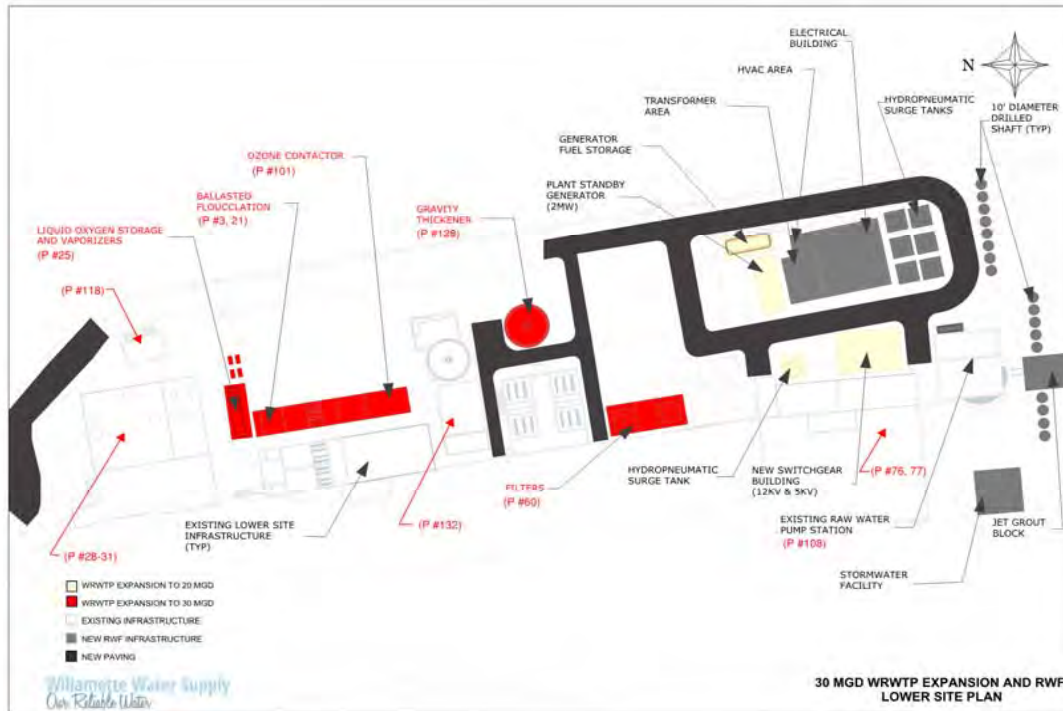 ELECTRICAL
BUILDING
HVAC AREA
N
TRANSFORMER
AREA
HYDROPNEUMATIC
SURGE TANKS
10' DIAMETER
DRILLED
SHAFT (TYP)
GENERATOR
FUEL STORAGE
OZONE CONTACTOR
(P #101)
PLANT STANDBY
GENERATOR
(2MW)
BALLASTED
FLOUCCLATION
(P #3, 21)
GRAVITY
THICKENER
(P #128)
LIQUID OXYGEN STORAGE
AND VAPORIZERS
(P #25)
(P #118)
HYDROPNEUMATIC
SURGE TANK
NEW SWITCHGEAR
BUILDING
(12KV & 5KV)
(P #76, 77)
FILTERS
(P #60)
EXISTING LOWER SITE
INFRASTRUCTURE
(TYP)
(P #132)
EXISTING RAW WATER
PUMP STATION
(P #108)
JET GROUT
BLOCK
(P #28-31)
STORMWATER
FACILITY
WRWTP EXPANSION TO 20 MGD
WRWTP EXPANSION TO 30 MGD
EXISTING INFRASTRUCTURE
NEW RWF INFRASTRUCTURE
NEW PAVING
Willamette Water Supply
Our Reliable Water
30 MGD WRWTP EXPANSION AND RWF
LOWER SITE PLAN